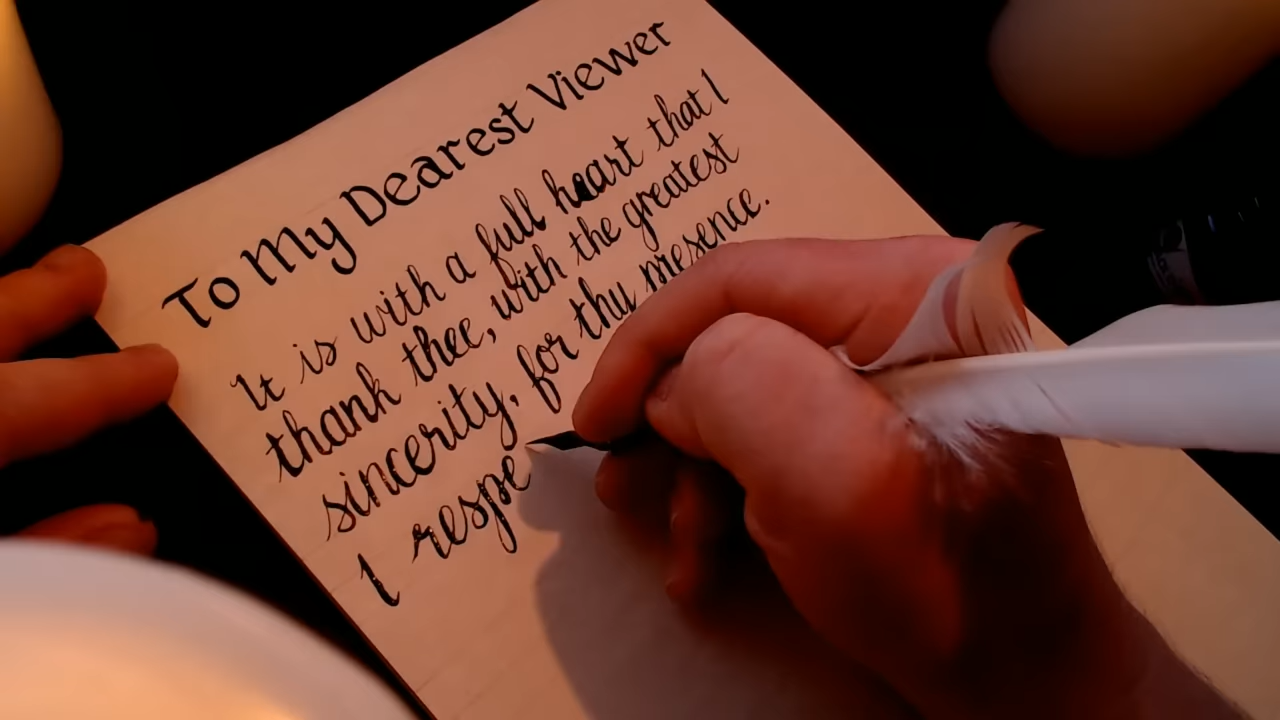 To My Dearest Viewer
It is with a full heart that I
thank thee, with the greatest
sincerity, for thy presence.
I respe